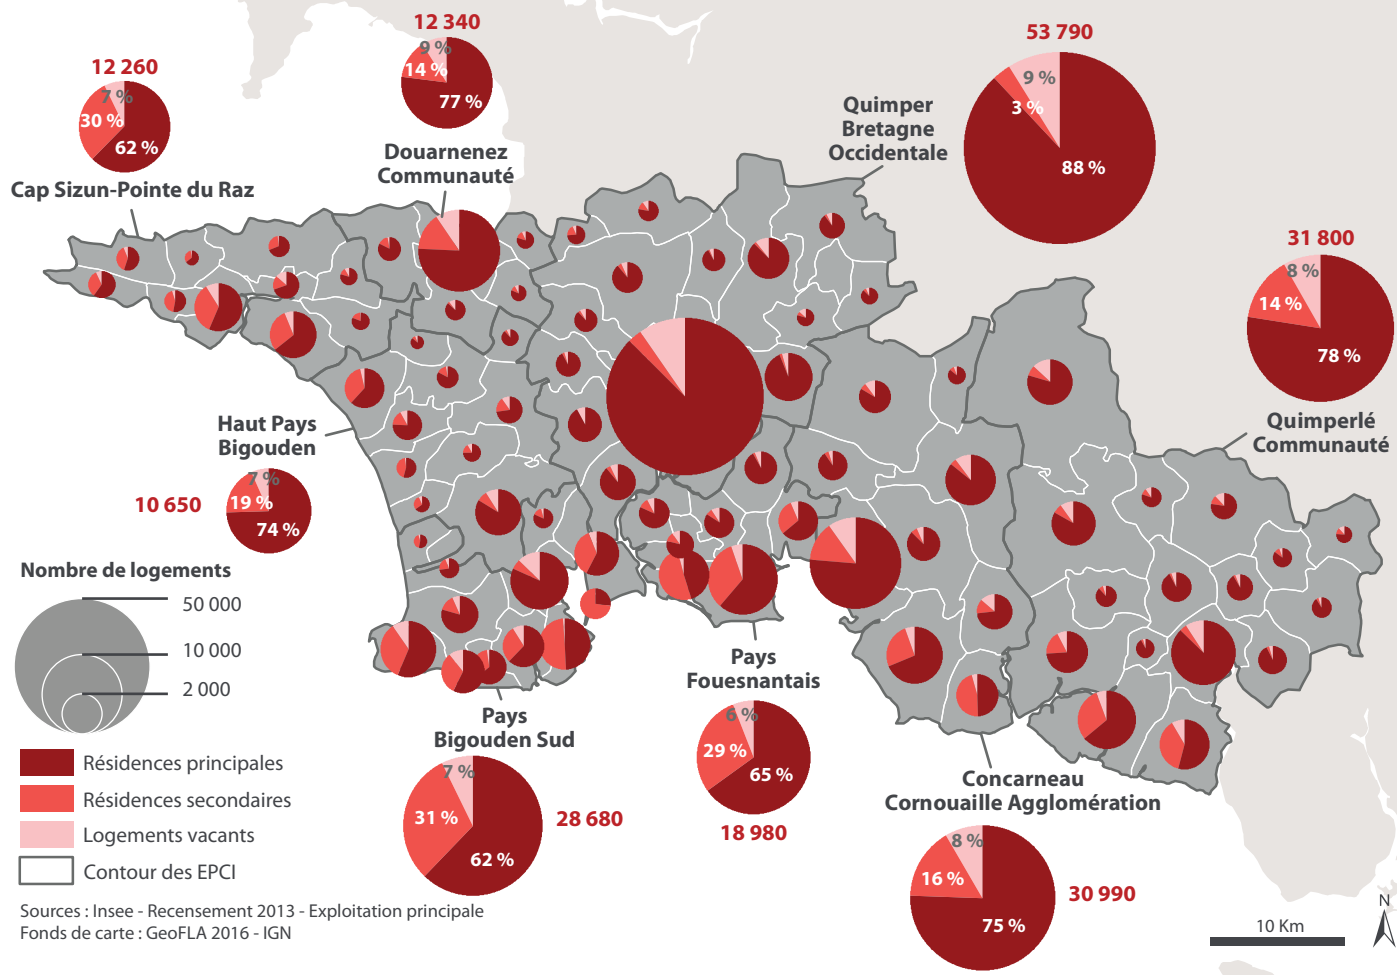 12 340
9 %
14 %
77 %
Douarnenez
Communauté
12 260
7 %
30 %
62 %
Cap Sizun-Pointe du Raz
53 790
9 %
3 %
88 %
Quimper
Bretagne
Occidentale
31 800
8 %
14 %
78 %
Quimperlé
Communauté
Haut Pays
Bigouden
10 650
7 %
19 %
74 %
Nombre de logements
50 000
10 000
2 000
Résidences principales
Résidences secondaires
Logements vacants
Contour des EPCI
Pays
Bigouden Sud
7 %
31 %
62 %
28 680
Pays
Fouesnantais
6 %
29 %
65 %
18 980
Concarneau
Cornouaille Agglomération
8 %
16 %
75 %
30 990
Sources : Insee - Recensement 2013 - Exploitation principale
Fonds de carte : GeoFLA 2016 - IGN
10 Km
N